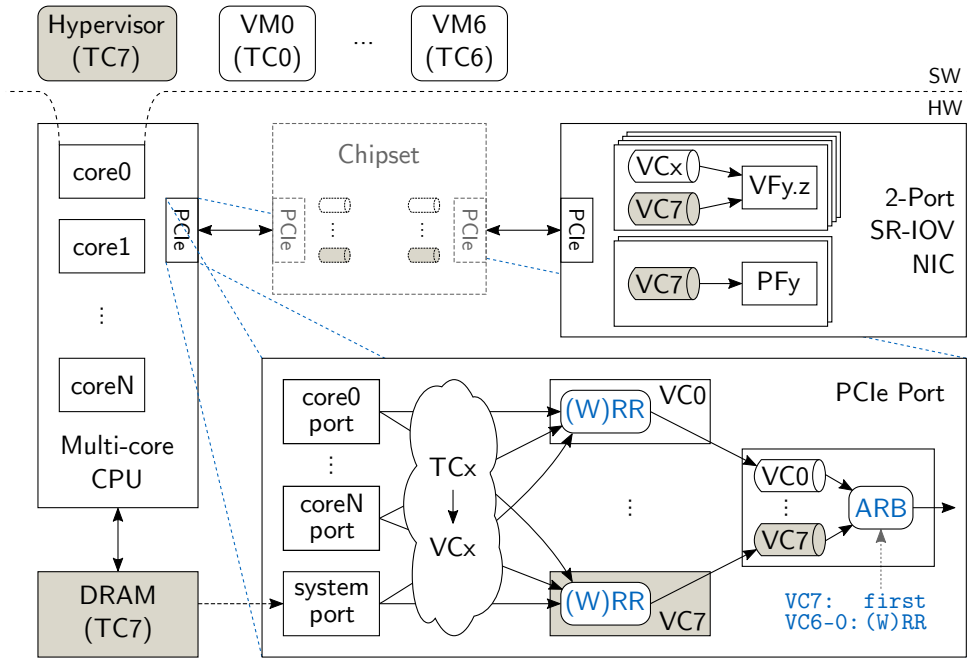 Hypervisor
(TC7)
VM0
(TC0)
...
VM6
(TC6)
SW
HW
core0
core1
...
coreN
Multi-core
CPU
PCIe
Chipset
PCIe
...
...
PCIe
PCIe
VCx
VC7
VFy.z
VC7
PFy
2-Port
SR-IOV
NIC
DRAM
(TC7)
PCIe Port
core0
port
...
coreN
port
system
port
TCx
VCx
(W)RR
VC0
...
(W)RR
VC7
VC0
...
VC7
ARB
VC7: first
VC6-0:(W)RR